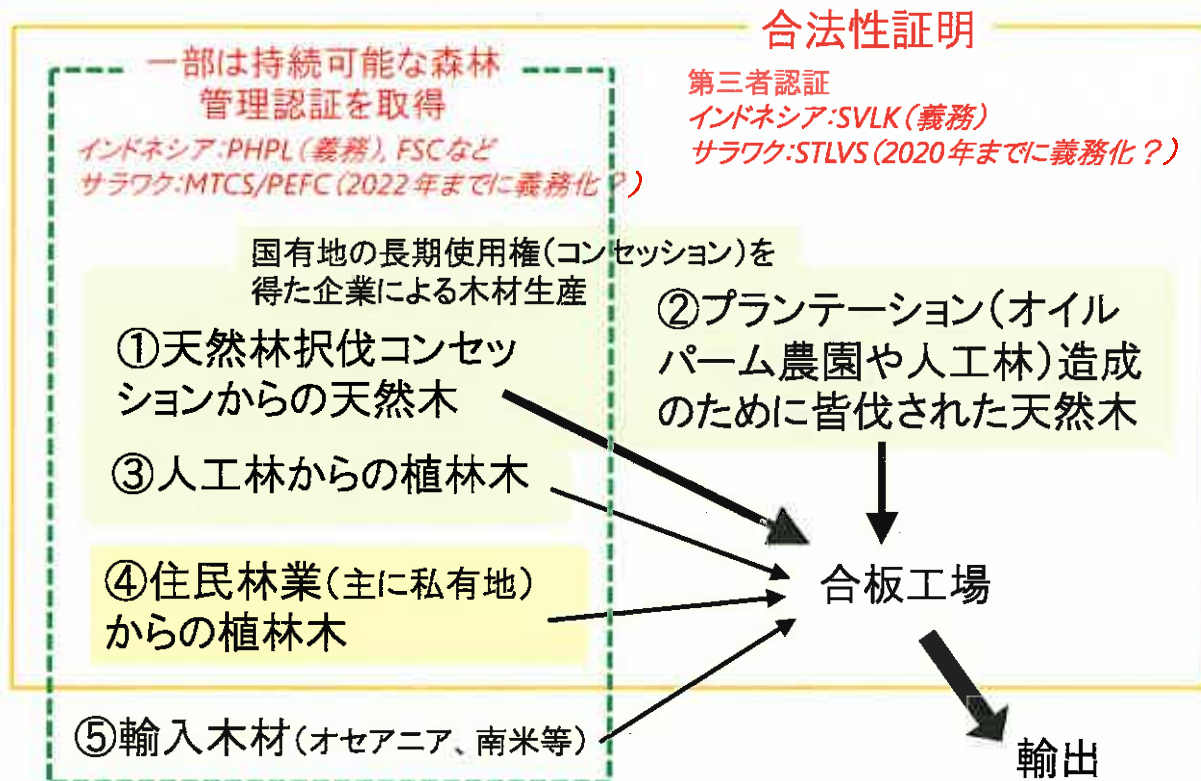 合法性証明
一部は持続可能な森林
管理認証を取得
インドネシア:PHPL(義務), FSCなど
サラワク:MTCS/PEFC(2022年までに義務化?)
第三者認証
インドネシア:SVLK(義務)
サラワク:STLVS(2020年までに義務化?)
国有地の長期使用権(コンセッション)を
得た企業による木材生産
①天然林択伐コンセッ
ションからの天然木
②プランテーション(オイル
パーム農園や人工林)造成
のために皆伐された天然木
③人工林からの植林木
④住民林業(主に私有地)
からの植林木
合板工場
⑤輸入木材(オセアニア、南米等)
輸出